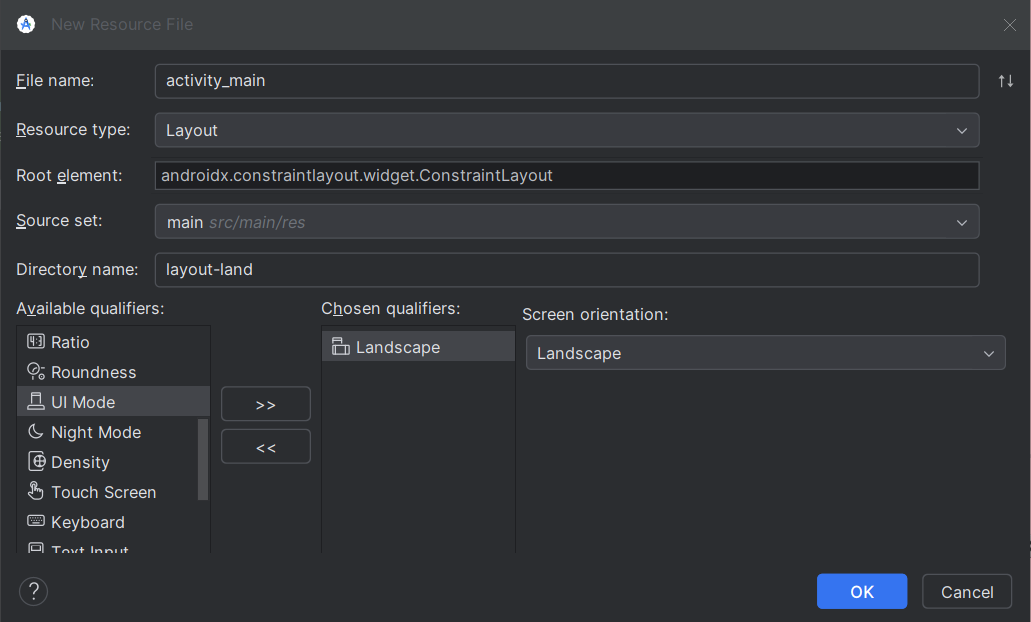 New Resource File
File name: activity_main
Resource type: Layout
Root element: androidx.constraintlayout.widget.ConstraintLayout
Source set: main src/main/res
Directory name: layout-land
Available qualifiers:
Ratio
Roundness
UI Mode
Night Mode
Density
Touch Screen
Keyboard
Text Input
>>
<<
Chosen qualifiers:
Landscape
Screen orientation:
Landscape
?
OK
Cancel